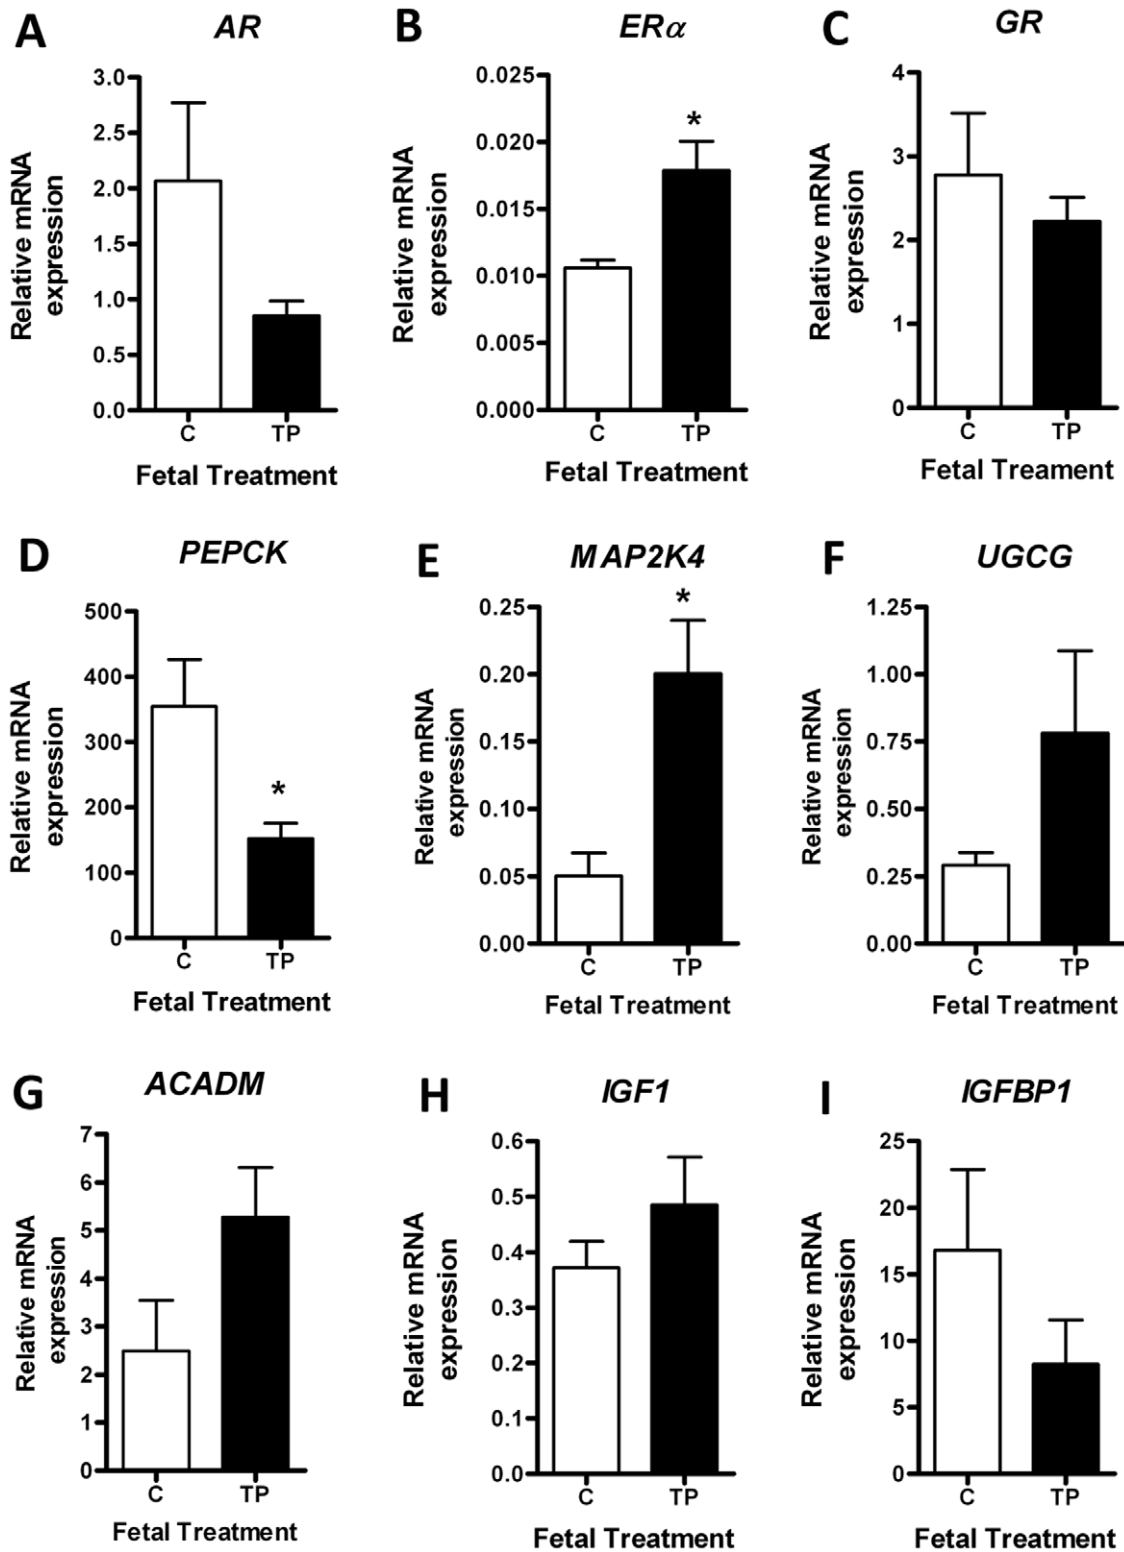 A
AR
Relative mRNA
expression
3.0
2.5
2.0
1.5
1.0
0.5
0.0
C
TP
Fetal Treatment
B
ERα
*
Relative mRNA
expression
0.025
0.020
0.015
0.010
0.005
0.000
C
TP
Fetal Treatment
C
GR
Relative mRNA
expression
4
3
2
1
0
C
TP
Fetal Treament
D
PEPCK
*
Relative mRNA
expression
500
400
300
200
100
0
C
TP
Fetal Treatment
E
MAP2K4
*
Relative mRNA
expression
0.25
0.20
0.15
0.10
0.05
0.00
C
TP
Fetal Treatment
F
UGCG
Relative mRNA
expression
1.25
1.00
0.75
0.50
0.25
0.00
C
TP
Fetal Treatment
G
ACADM
Relative mRNA
expression
7
6
5
4
3
2
1
0
C
TP
Fetal Treatment
H
IGF1
Relative mRNA
expression
0.6
0.5
0.4
0.3
0.2
0.1
0.0
C
TP
Fetal Treatment
I
IGFBP1
Relative mRNA
expression
25
20
15
10
5
0
C
TP
Fetal Treatment